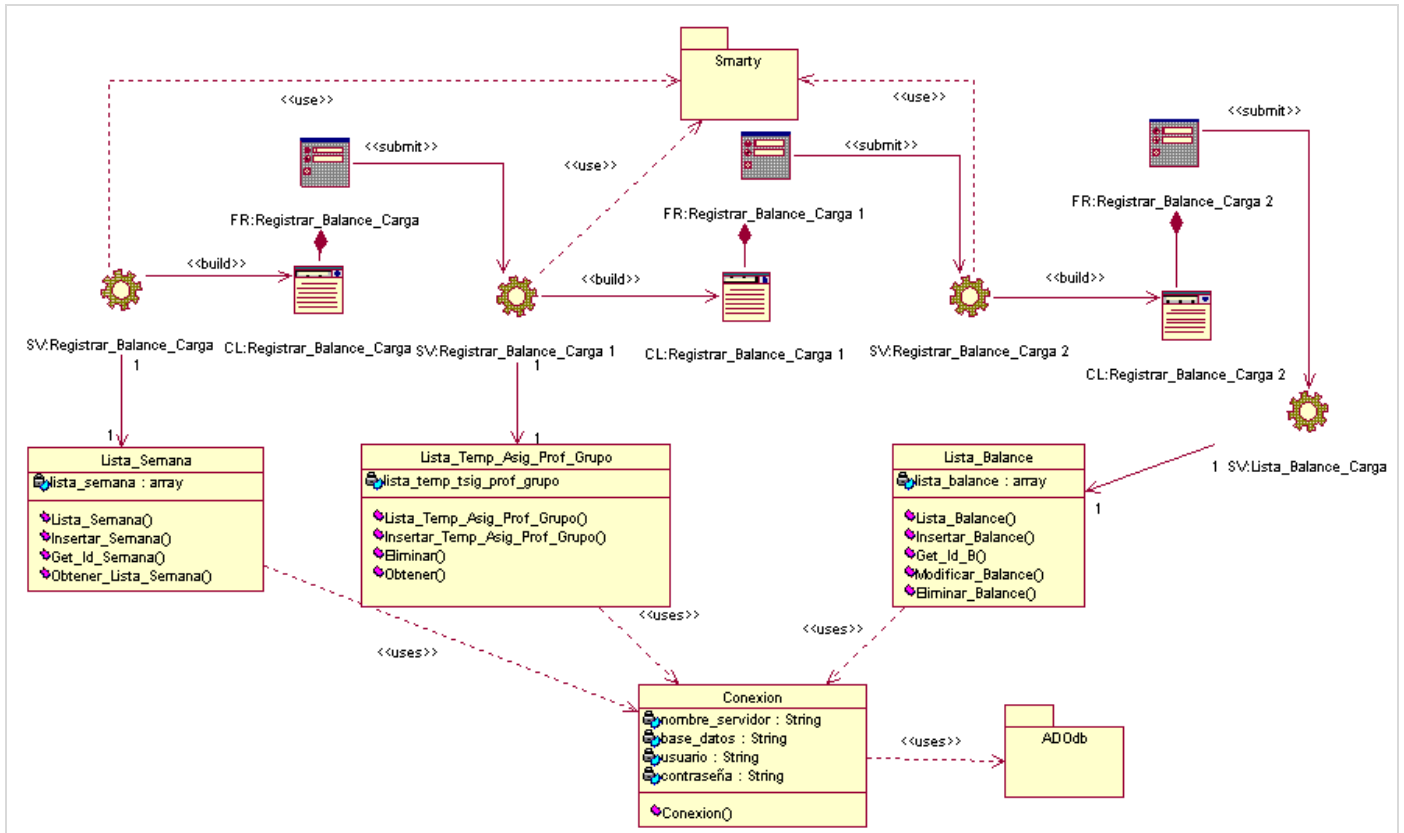 Smarty
<<use>>
<<use>>
<<submit>>
<<submit>>
<<submit>>
<<use>>
FR:Registrar_Balance_Carga
FR:Registrar_Balance_Carga 1
FR:Registrar_Balance_Carga 2
<<build>>
<<build>>
<<build>>
SV:Registrar_Balance_Carga
CL:Registrar_Balance_Carga
SV:Registrar_Balance_Carga 1
CL:Registrar_Balance_Carga 1
SV:Registrar_Balance_Carga 2
CL:Registrar_Balance_Carga 2
1
1
1
1
1 SV:Lista_Balance_Carga
1
Lista_Semana
lista_semana : array
Lista_Semana()
Insertar_Semana()
Get_Id_Semana()
Obtener_Lista_Semana()
Lista_Temp_Asig_Prof_Grupo
lista_temp_tsig_prof_grupo
Lista_Temp_Asig_Prof_Grupo()
Insertar_Temp_Asig_Prof_Grupo()
Eliminar()
Obtener()
Lista_Balance
lista_balance : array
Lista_Balance()
Insertar_Balance()
Get_Id_B()
Modificar_Balance()
Eliminar_Balance()
<<uses>>
<<uses>>
<<uses>>
Conexion
nombre_servidor : String
base_datos : String
usuario : String
contraseña : String
Conexion()
<<uses>>
ADOdb